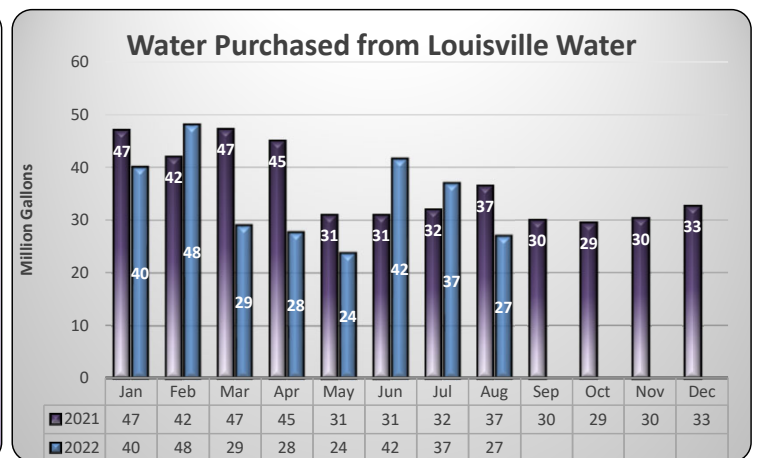 Water Purchased from Louisville Water
Million Gallons
60
50
40
30
20
10
0
47 40 42 48 47 29 45 28 31 24 31 42 32 37 37 27 30 29 30 33
Jan Feb Mar Apr May Jun Jul Aug Sep Oct Nov Dec
2021 47 42 47 45 31 31 32 37 30 29 30 33
2022 40 48 29 28 24 42 37 27